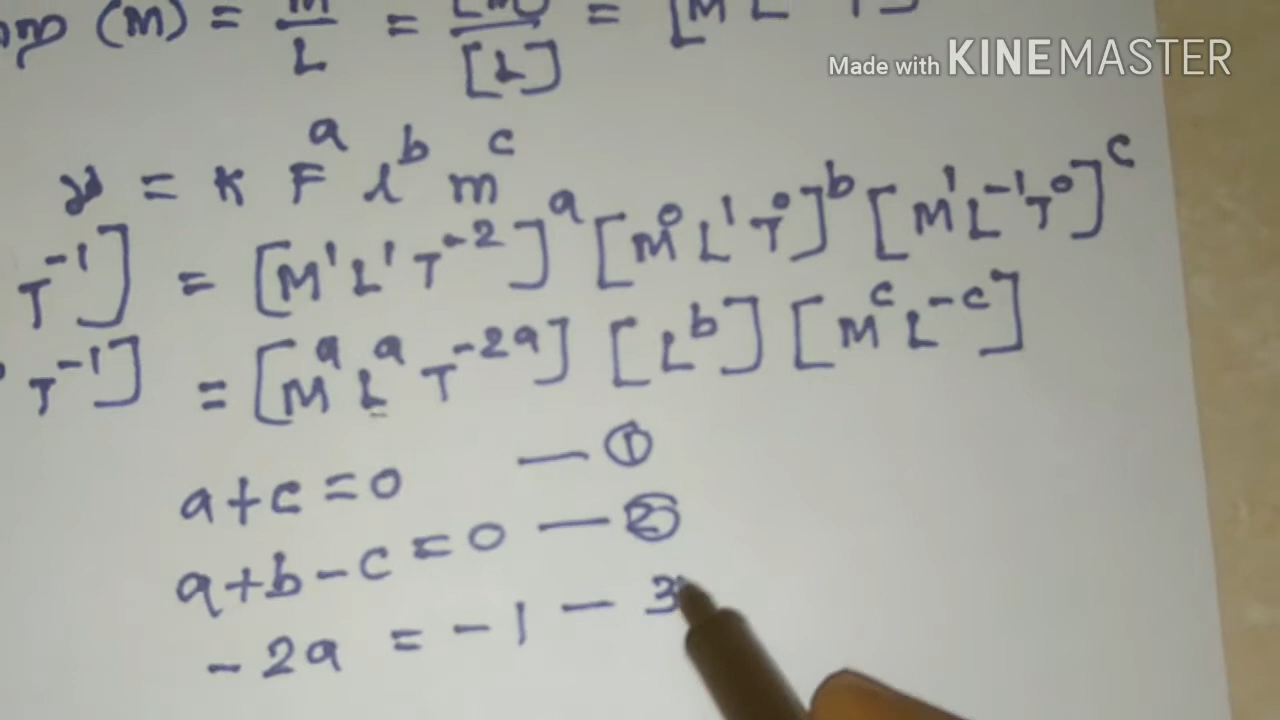 (m) = m/L = [M]/[L] = [M L
Made with KINEMASTER
γ = K F^a l^b m^c
T^-1] = [M^1 L^1 T^-2]^a [M^0 L^1 T^0]^b [M^1 L^-1 T^0]^c
T^-1] = [M^a L^a T^-2a] [L^b] [M^c L^-c]
a+c=0 — ①
a+b-c=0 — ②
-2a = -1 — 3